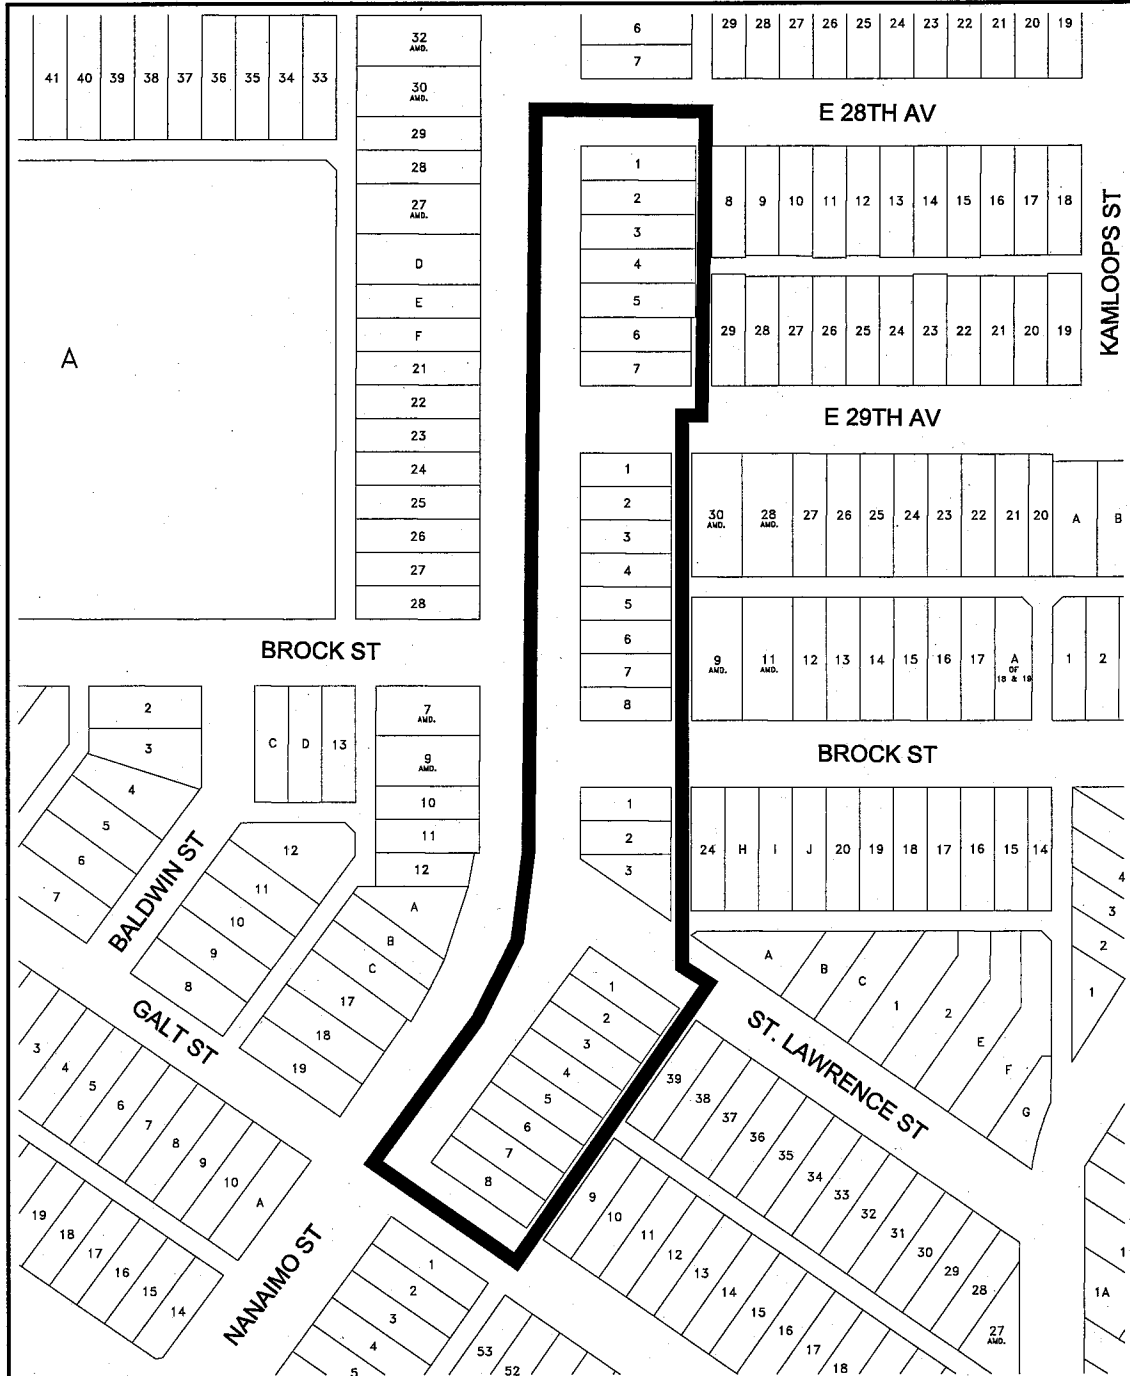 32
AMD.
6
29 28 27 26 25 24 23 22 21 20 19
7
41 40 39 38 37 36 35 34 33
30
AMD.
E 28TH AV
29
28
27
AMD.
D
E
F
21
22
23
24
25
26
27
28
A
1
2
3
4
5
6
7
8 9 10 11 12 13 14 15 16 17 18
KAMLOOPS ST
29 28 27 26 25 24 23 22 21 20 19
E 29TH AV
1
2
3
4
5
6
7
8
30
AMD.
28
AMD.
27 26 25 24 23 22 21 20 A B
9
AMD.
11
AMD.
12 13 14 15 16 17
A
OF
18 & 19
1 2
BROCK ST
BROCK ST
2
3
4
5
6
7
C D 13
7
AMD.
9
AMD.
10
11
12
BALDWIN ST
12
11
10
9
8
A
B
C
17
18
19
1
2
3
24 H I J 20 19 18 17 16 15 14
4
3
2
1
A B C 1 2 E F G
ST. LAWRENCE ST
1
2
3
4
5
6
7
8
GALT ST
3 4 5 6 7 8 9 10 A
19 18 17 16 15 14
NANAIMO ST
1
2
3
4
5
53
52
39 38 37 36 35 34 33 32 31 30 29 28
27
AMD.
9 10 11 12 13 14 15 16 17 18
1
1A